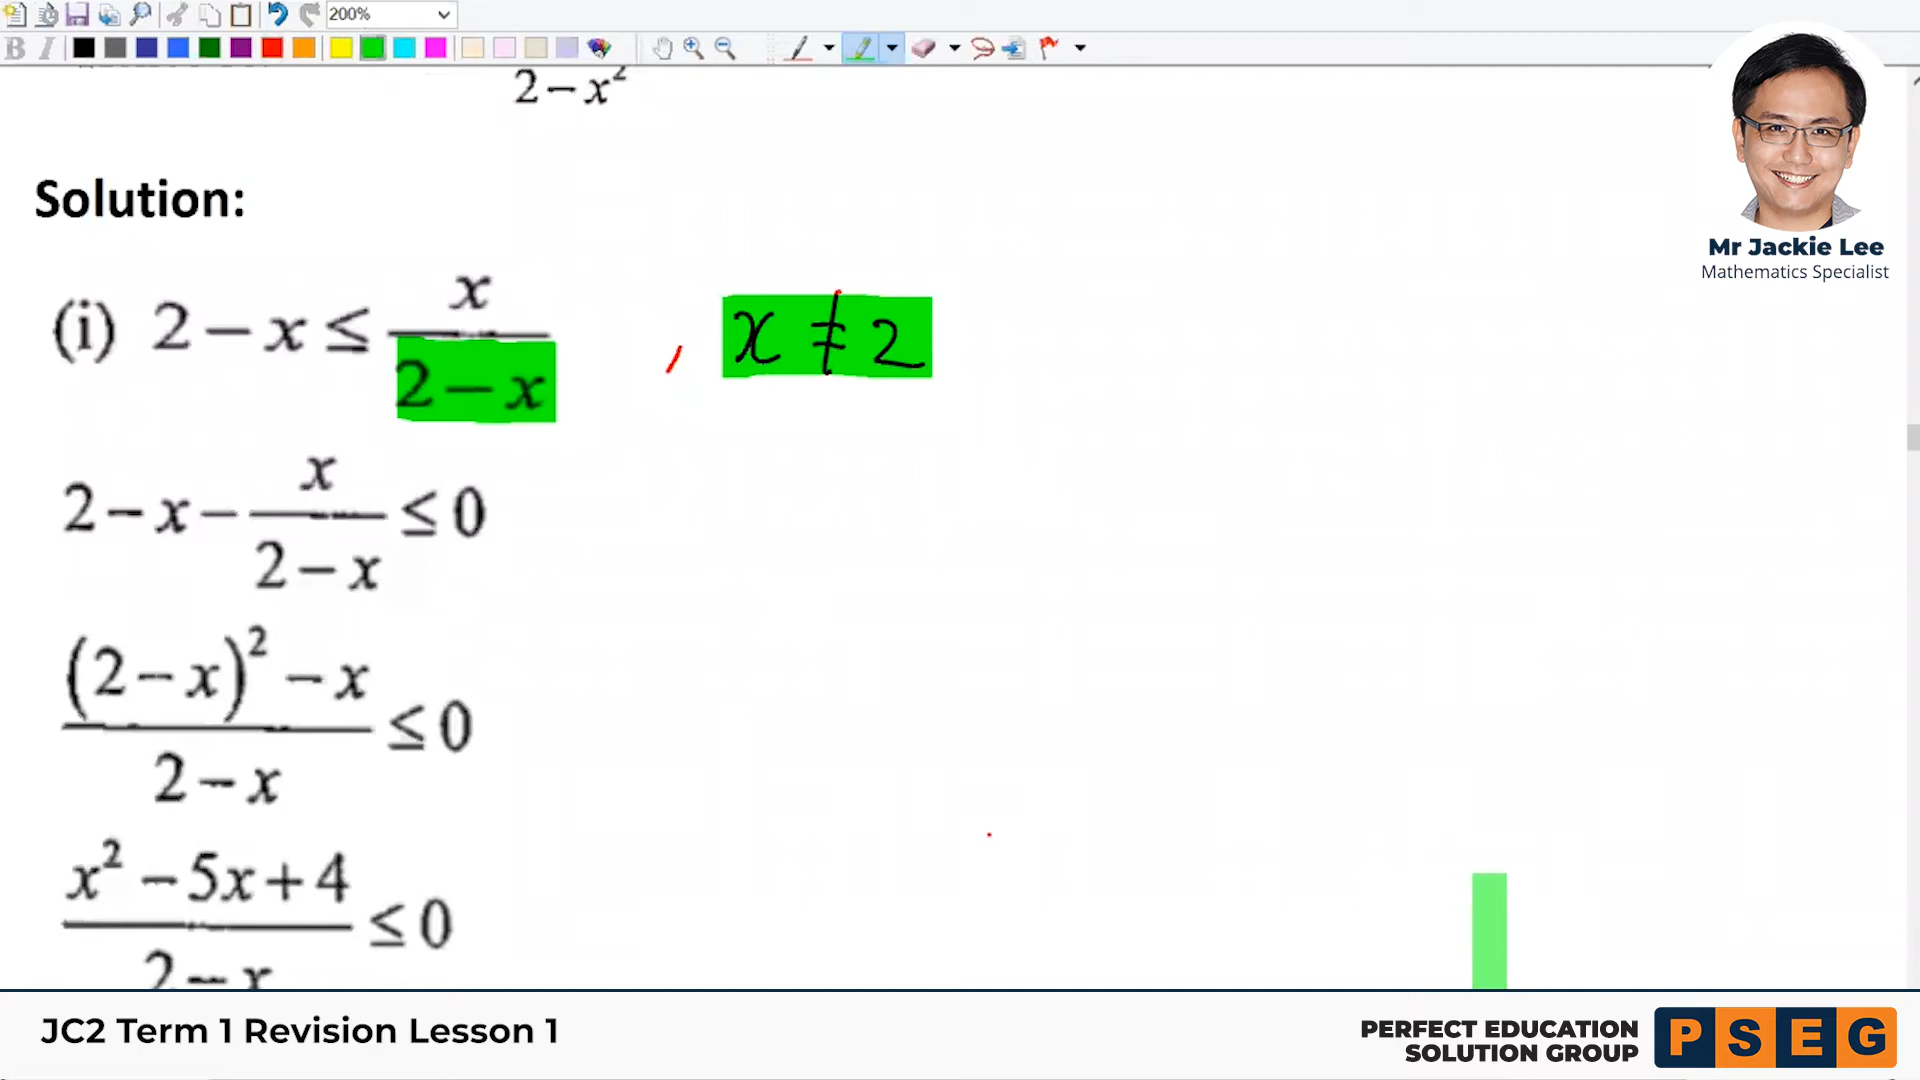 B I
200%
2 − x²
Solution:
(i) 2 − x ≤ x/(2 − x) , x ≠ 2
2 − x − x/(2 − x) ≤ 0
((2 − x)² − x)/(2 − x) ≤ 0
(x² − 5x + 4)/(2 − x) ≤ 0
Mr Jackie Lee
Mathematics Specialist
JC2 Term 1 Revision Lesson 1
PERFECT EDUCATION
SOLUTION GROUP
PSEG